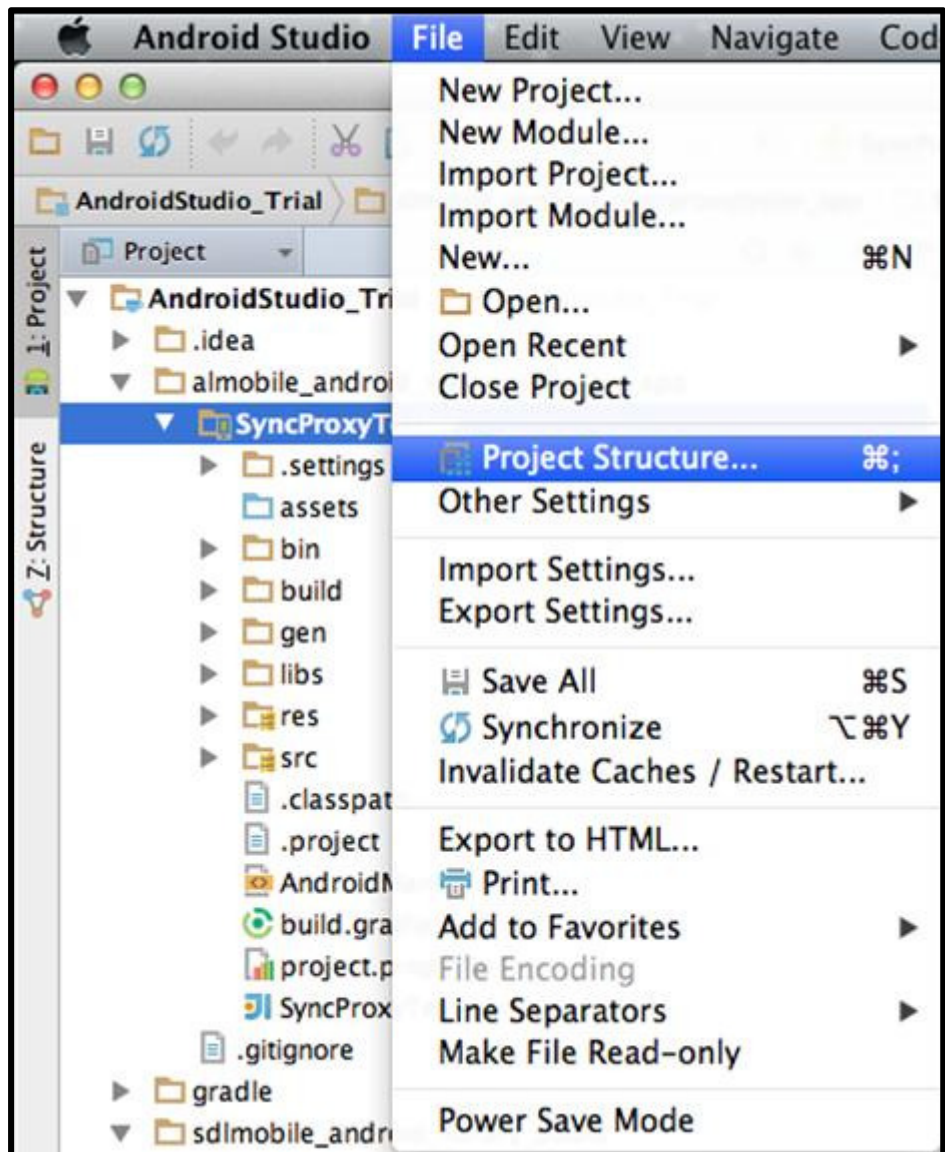 Android Studio File Edit View Navigate Cod
New Project...
New Module...
Import Project...
Import Module...
New... ⌘N
Open...
Open Recent
Close Project
Project Structure... ⌘;
Other Settings
Import Settings...
Export Settings...
Save All ⌘S
Synchronize ⌥⌘Y
Invalidate Caches / Restart...
Export to HTML...
Print...
Add to Favorites
File Encoding
Line Separators
Make File Read-only
Power Save Mode
AndroidStudio_Trial
Project
1: Project
Z: Structure
AndroidStudio_Tri
.idea
almobile_androi
SyncProxyT
.settings
assets
bin
build
gen
libs
res
src
.classpat
.project
AndroidM
build.gra
project.p
SyncProx
.gitignore
gradle
sdlmobile_andr